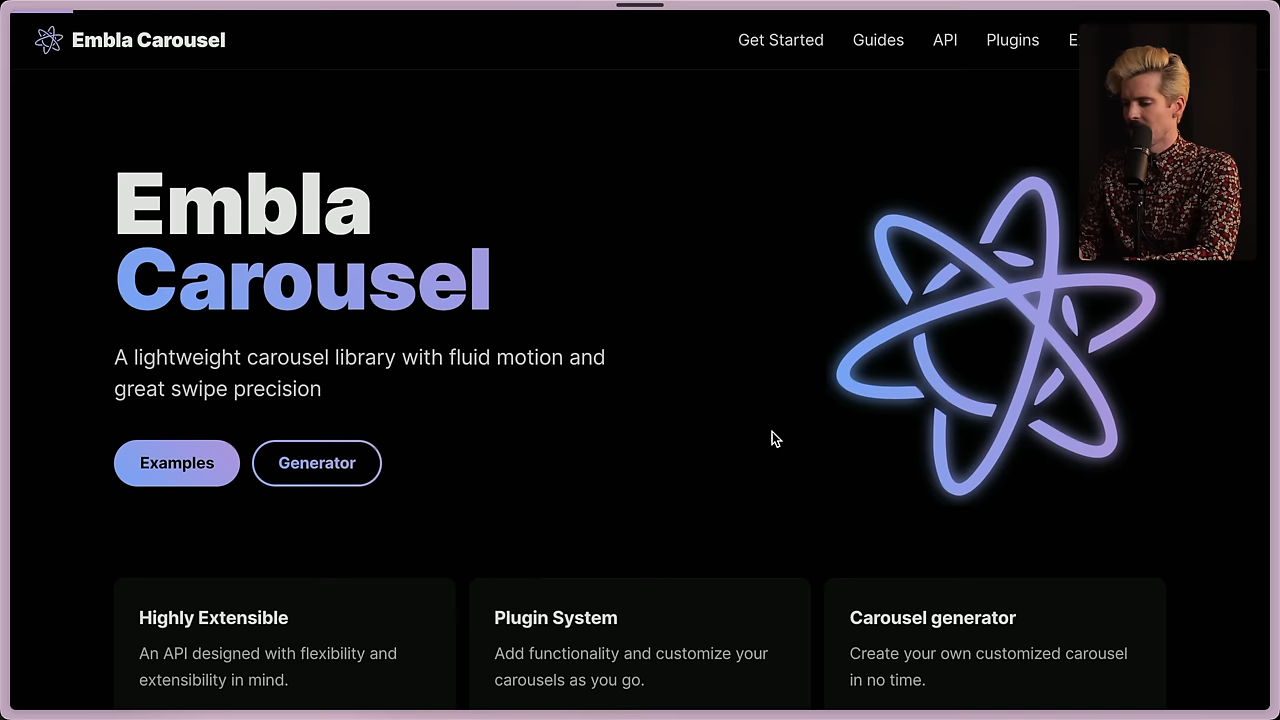 Embla Carousel
Get Started
Guides
API
Plugins
Embla
Carousel
A lightweight carousel library with fluid motion and
great swipe precision
Examples
Generator
Highly Extensible
An API designed with flexibility and
extensibility in mind.
Plugin System
Add functionality and customize your
carousels as you go.
Carousel generator
Create your own customized carousel
in no time.